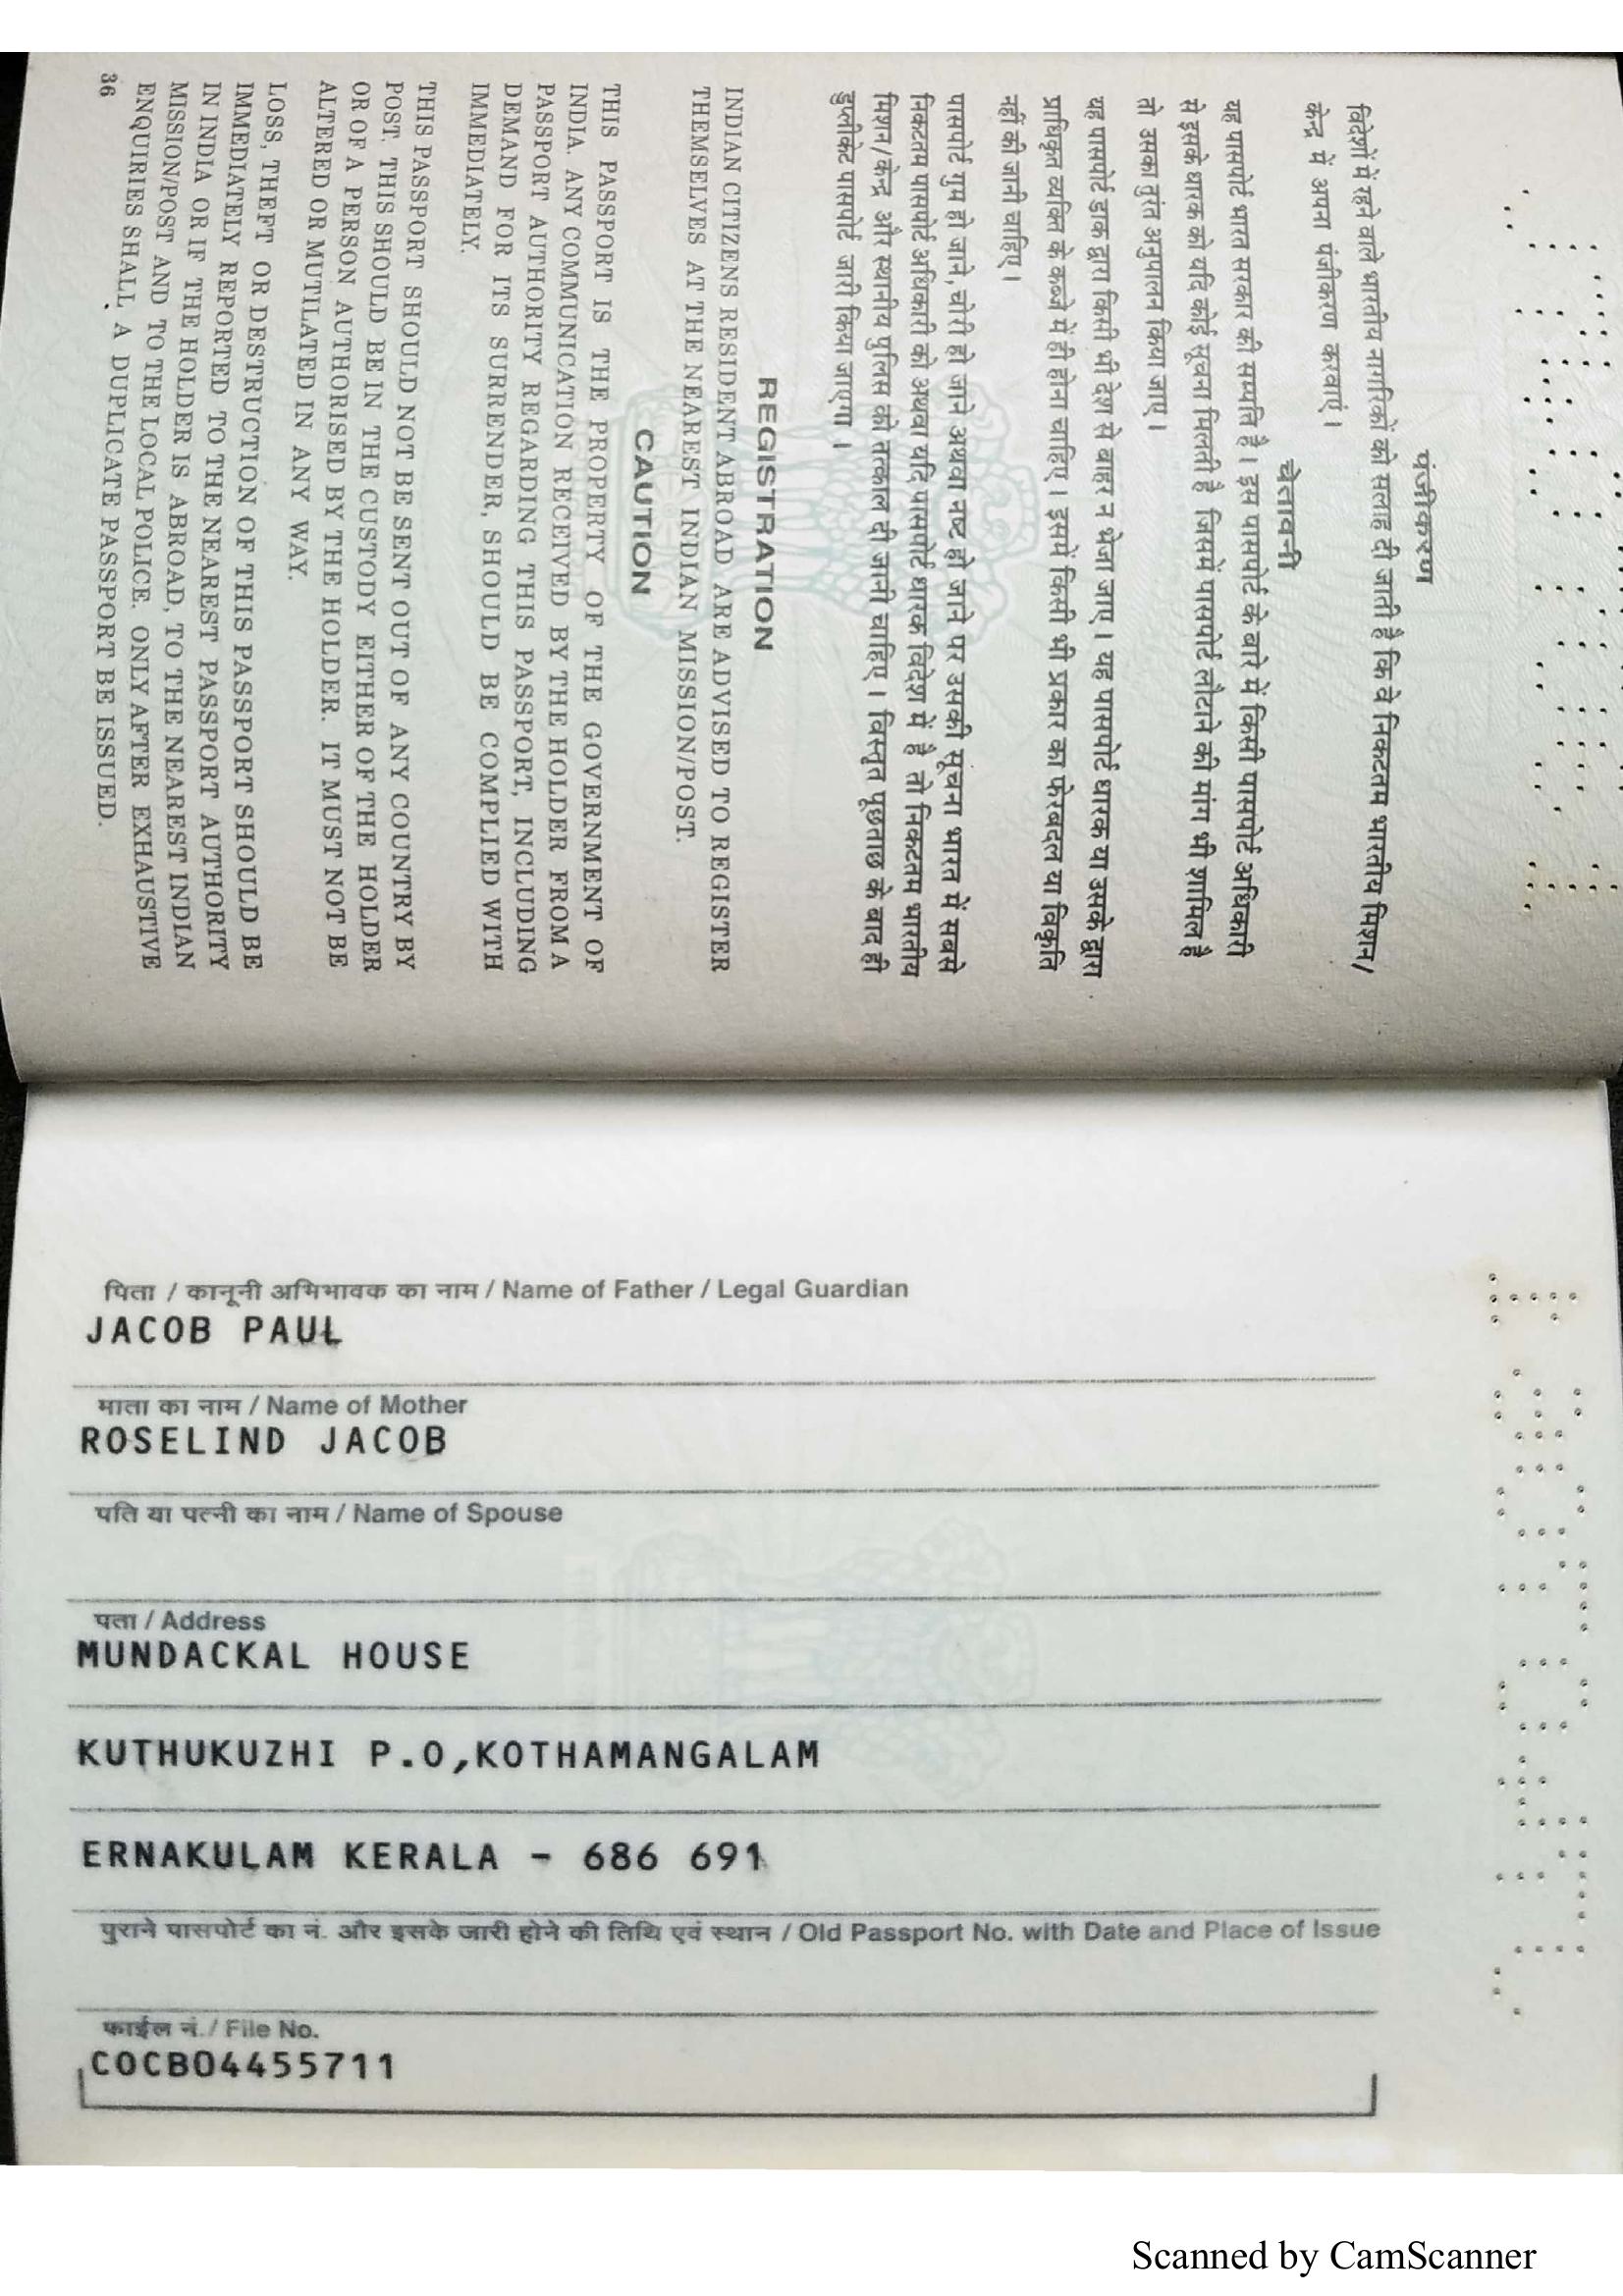 पंजीकरण
विदेशों में रहने वाले भारतीय नागरिकों को सलाह दी जाती है कि वे निकटतम भारतीय मिशन/
केन्द्र में अपना पंजीकरण करवाएं।
चेतावनी
यह पासपोर्ट भारत सरकार की सम्पत्ति है। इस पासपोर्ट के बारे में किसी पासपोर्ट अधिकारी
से इसके धारक को यदि कोई सूचना मिलती है जिसमें पासपोर्ट लौटाने की मांग भी शामिल है
तो उसका तुरंत अनुपालन किया जाए।
यह पासपोर्ट डाक द्वारा किसी भी देश से बाहर न भेजा जाए। यह पासपोर्ट धारक या उसके द्वारा
प्राधिकृत व्यक्ति के कब्जे में ही होना चाहिए। इसमें किसी भी प्रकार का फेरबदल या विकृति
नहीं की जानी चाहिए।
पासपोर्ट गुम हो जाने, चोरी हो जाने अथवा नष्ट हो जाने पर उसकी सूचना भारत में सबसे
निकटतम पासपोर्ट अधिकारी को अथवा यदि पासपोर्ट धारक विदेश में है तो निकटतम भारतीय
मिशन/केन्द्र और स्थानीय पुलिस को तत्काल दी जानी चाहिए। विस्तृत पूछताछ के बाद ही
डुप्लीकेट पासपोर्ट जारी किया जाएगा।
REGISTRATION
INDIAN CITIZENS RESIDENT ABROAD ARE ADVISED TO REGISTER
THEMSELVES AT THE NEAREST INDIAN MISSION/POST.
CAUTION
THIS PASSPORT IS THE PROPERTY OF THE GOVERNMENT OF
INDIA. ANY COMMUNICATION RECEIVED BY THE HOLDER FROM A
PASSPORT AUTHORITY REGARDING THIS PASSPORT, INCLUDING
DEMAND FOR ITS SURRENDER, SHOULD BE COMPLIED WITH
IMMEDIATELY.
THIS PASSPORT SHOULD NOT BE SENT OUT OF ANY COUNTRY BY
POST. THIS SHOULD BE IN THE CUSTODY EITHER OF THE HOLDER
OR OF A PERSON AUTHORISED BY THE HOLDER. IT MUST NOT BE
ALTERED OR MUTILATED IN ANY WAY.
LOSS, THEFT OR DESTRUCTION OF THIS PASSPORT SHOULD BE
IMMEDIATELY REPORTED TO THE NEAREST PASSPORT AUTHORITY
IN INDIA OR IF THE HOLDER IS ABROAD, TO THE NEAREST INDIAN
MISSION/POST AND TO THE LOCAL POLICE. ONLY AFTER EXHAUSTIVE
ENQUIRIES SHALL A DUPLICATE PASSPORT BE ISSUED.
36
पिता / कानूनी अभिभावक का नाम / Name of Father / Legal Guardian
JACOB PAUL
माता का नाम / Name of Mother
ROSELIND JACOB
पति या पत्नी का नाम / Name of Spouse
पता / Address
MUNDACKAL HOUSE
KUTHUKUZHI P.O,KOTHAMANGALAM
ERNAKULAM KERALA - 686 691
पुराने पासपोर्ट का नं. और इसके जारी होने की तिथि एवं स्थान / Old Passport No. with Date and Place of Issue
फाईल नं. / File No.
COCB04455711
Scanned by CamScanner